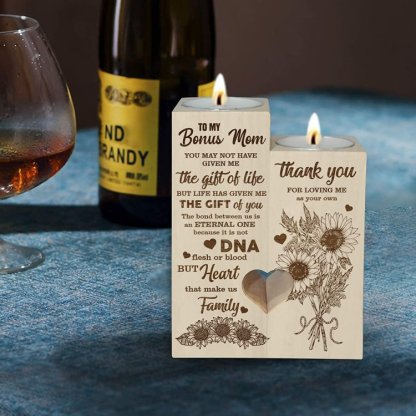 ND
BRANDY
TO MY
Bonus Mom
YOU MAY NOT HAVE
GIVEN ME
the gift of life
BUT LIFE HAS GIVEN ME
THE GIFT OF YOU
The bond between us is
an ETERNAL ONE
because it is not
DNA
flesh or blood
BUT Heart
that make us
Family
thank you
FOR LOVING ME
as your own